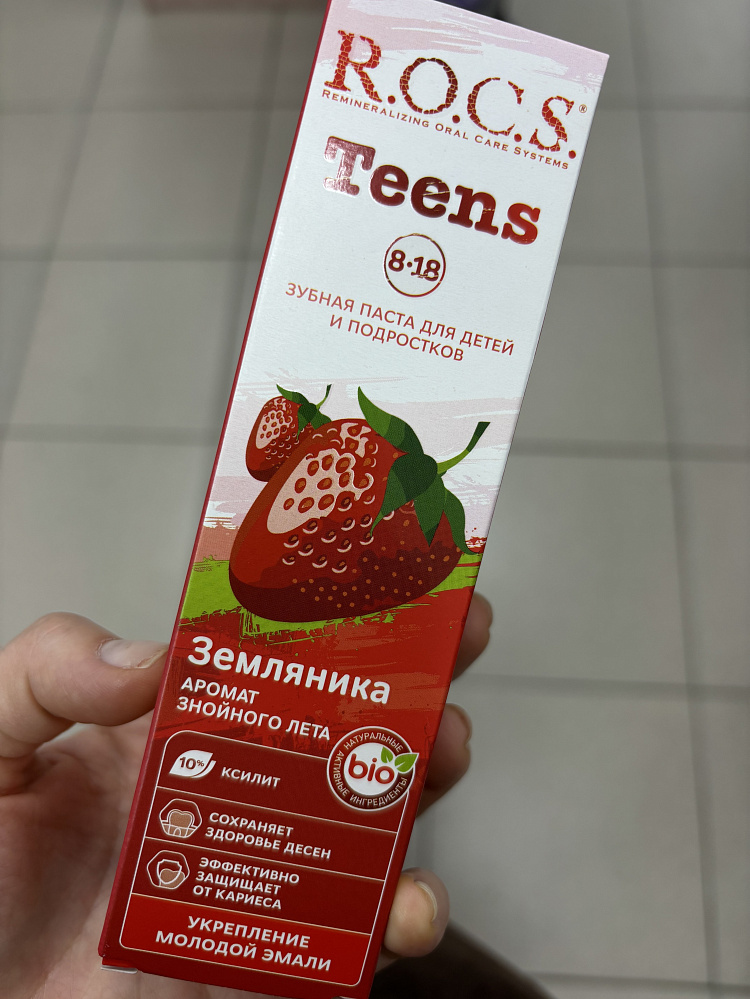 R.O.C.S.®
REMINERALIZING ORAL CARE SYSTEMS
Teens
8·18
ЗУБНАЯ ПАСТА ДЛЯ ДЕТЕЙ
И ПОДРОСТКОВ
Земляника
АРОМАТ
ЗНОЙНОГО ЛЕТА
НАТУРАЛЬНЫЕ
bio
АКТИВНЫЕ ИНГРЕДИЕНТЫ
10%
КСИЛИТ
СОХРАНЯЕТ
ЗДОРОВЬЕ ДЕСЕН
ЭФФЕКТИВНО
ЗАЩИЩАЕТ
ОТ КАРИЕСА
УКРЕПЛЕНИЕ
МОЛОДОЙ ЭМАЛИ